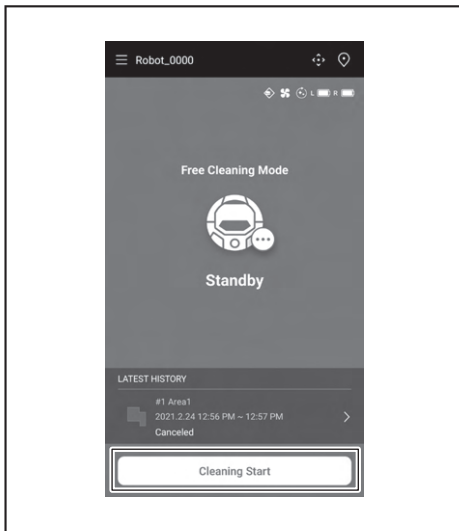 Robot_0000
L R
Free Cleaning Mode
Standby
LATEST HISTORY
#1 Area1
2021.2.24 12:56 PM ~ 12:57 PM
Canceled
Cleaning Start